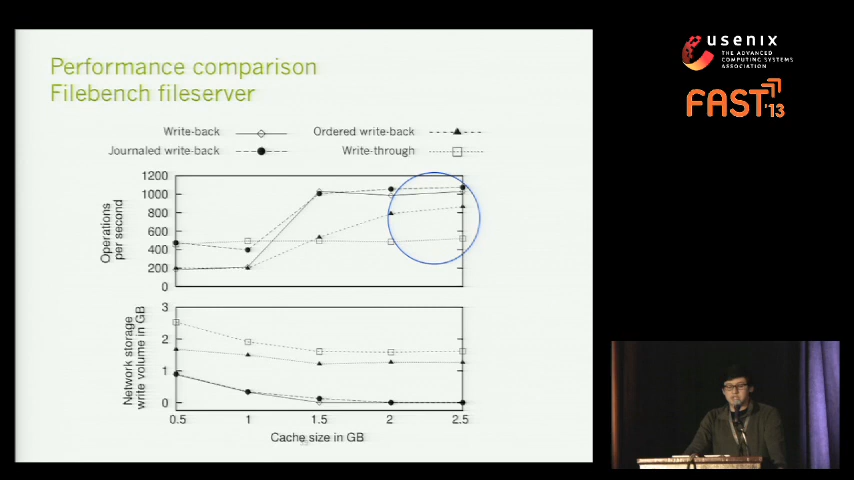 Performance comparison
Filebench fileserver
Write-back
Ordered write-back
Journaled write-back
Write-through
Operations
per second
1200
1000
800
600
400
200
0
Network storage
write volume in GB
3
2
1
0
0.5
1
1.5
2
2.5
Cache size in GB
usenix
THE ADVANCED
COMPUTING SYSTEMS
ASSOCIATION
FAST'13